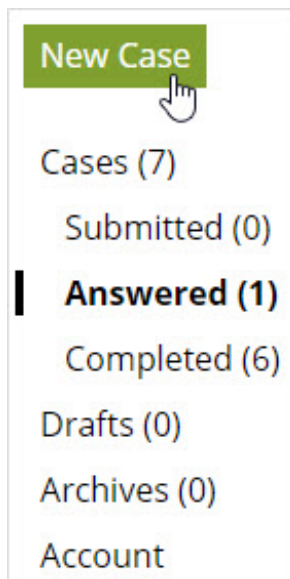 New Case
Cases (7)
Submitted (0)
Answered (1)
Completed (6)
Drafts (0)
Archives (0)
Account